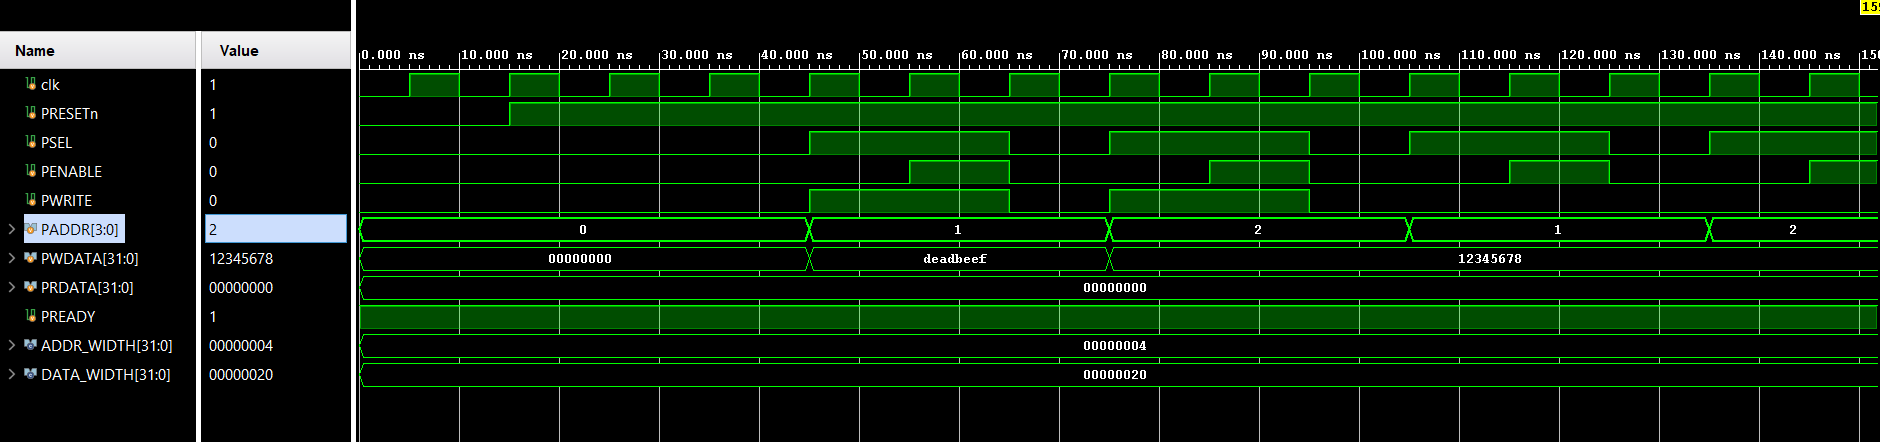 159
Name Value
0.000 ns 10.000 ns 20.000 ns 30.000 ns 40.000 ns 50.000 ns 60.000 ns 70.000 ns 80.000 ns 90.000 ns 100.000 ns 110.000 ns 120.000 ns 130.000 ns 140.000 ns 150
clk 1
PRESETn 1
PSEL 0
PENABLE 0
PWRITE 0
PADDR[3:0] 2 0 1 2 1 2
PWDATA[31:0] 12345678 00000000 deadbeef 12345678
PRDATA[31:0] 00000000 00000000
PREADY 1
ADDR_WIDTH[31:0] 00000004 00000004
DATA_WIDTH[31:0] 00000020 00000020